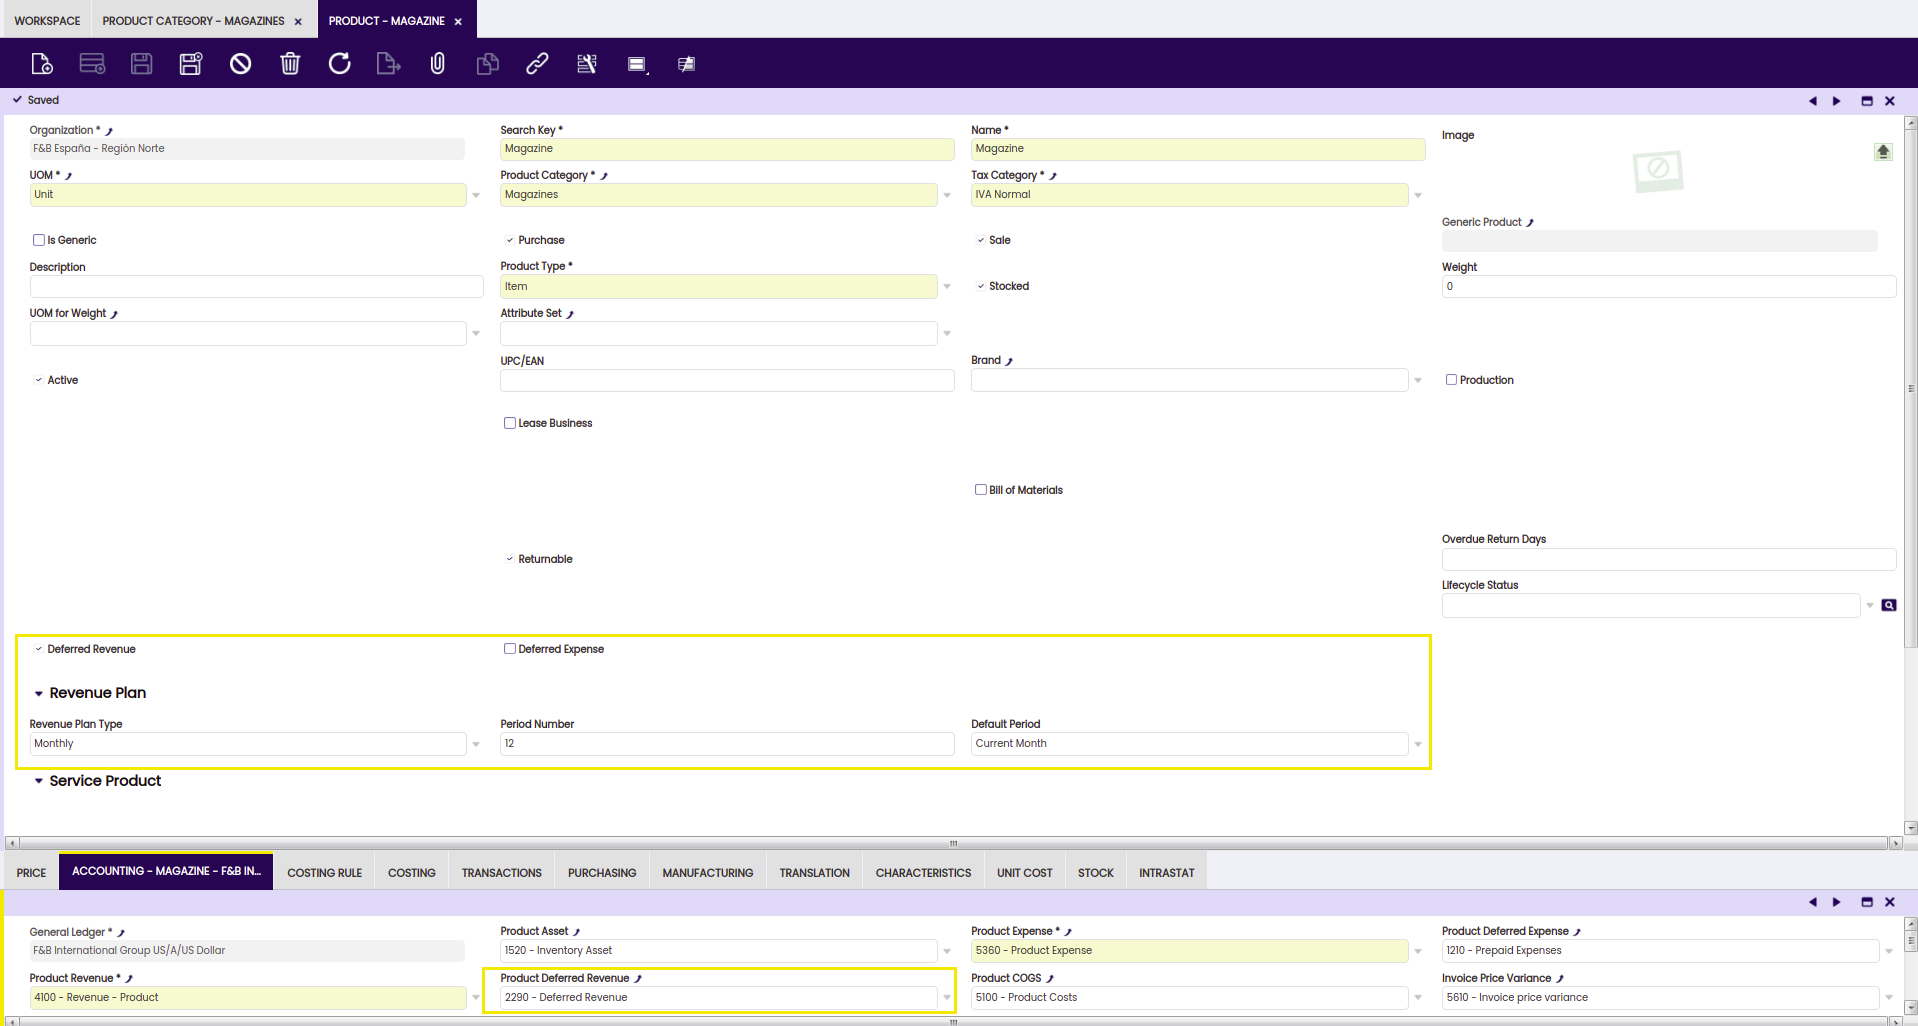 WORKSPACE
PRODUCT CATEGORY - MAGAZINES
PRODUCT - MAGAZINE
Saved
Organization *
Search Key *
Name *
Image
F&B España - Región Norte
Magazine
Magazine
UOM *
Product Category *
Tax Category *
Unit
Magazines
IVA Normal
Generic Product
Is Generic
Purchase
Sale
Description
Product Type *
Weight
Item
Stocked
0
UOM for Weight
Attribute Set
UPC/EAN
Brand
Active
Production
Lease Business
Bill of Materials
Overdue Return Days
Returnable
Lifecycle Status
Deferred Revenue
Deferred Expense
Revenue Plan
Revenue Plan Type
Period Number
Default Period
Monthly
12
Current Month
Service Product
PRICE
ACCOUNTING - MAGAZINE - F&B IN...
COSTING RULE
COSTING
TRANSACTIONS
PURCHASING
MANUFACTURING
TRANSLATION
CHARACTERISTICS
UNIT COST
STOCK
INTRASTAT
General Ledger *
Product Asset
Product Expense *
Product Deferred Expense
F&B International Group US/A/US Dollar
1520 - Inventory Asset
5360 - Product Expense
1210 - Prepaid Expenses
Product Revenue *
Product Deferred Revenue
Product COGS
Invoice Price Variance
4100 - Revenue - Product
2290 - Deferred Revenue
5100 - Product Costs
5610 - Invoice price variance